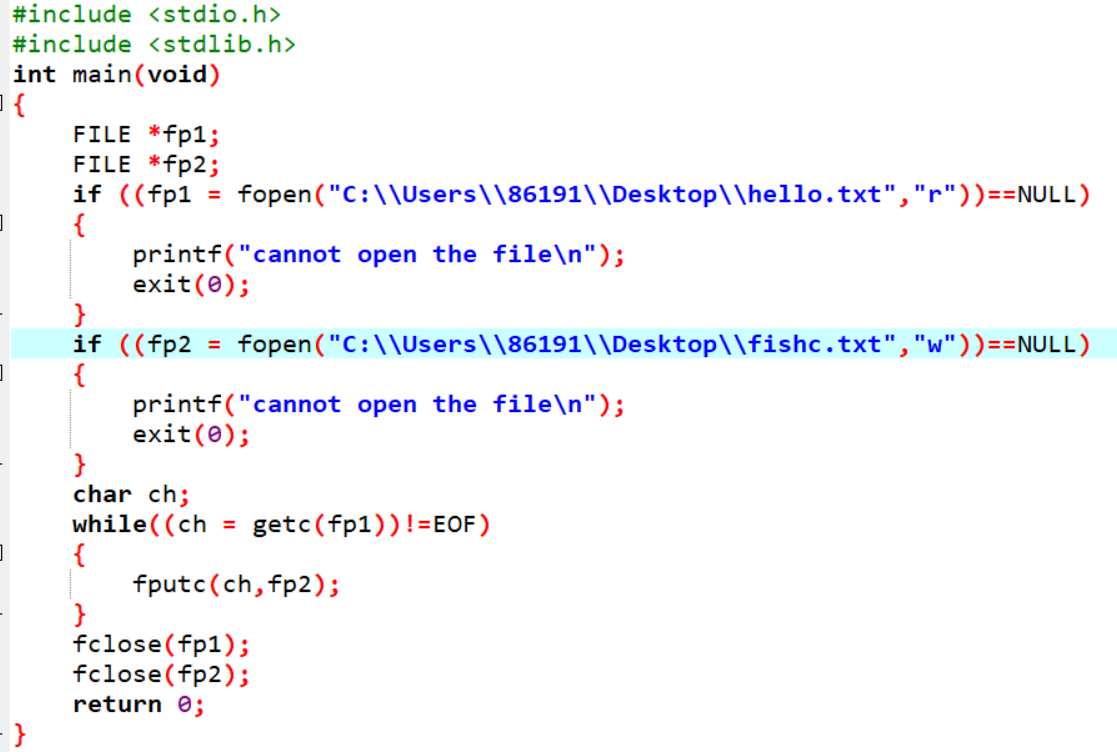 #include <stdio.h>
#include <stdlib.h>
int main(void)
{
    FILE *fp1;
    FILE *fp2;
    if ((fp1 = fopen("C:\\Users\\86191\\Desktop\\hello.txt","r"))==NULL)
    {
        printf("cannot open the file\n");
        exit(0);
    }
    if ((fp2 = fopen("C:\\Users\\86191\\Desktop\\fishc.txt","w"))==NULL)
    {
        printf("cannot open the file\n");
        exit(0);
    }
    char ch;
    while((ch = getc(fp1))!=EOF)
    {
        fputc(ch,fp2);
    }
    fclose(fp1);
    fclose(fp2);
    return 0;
}